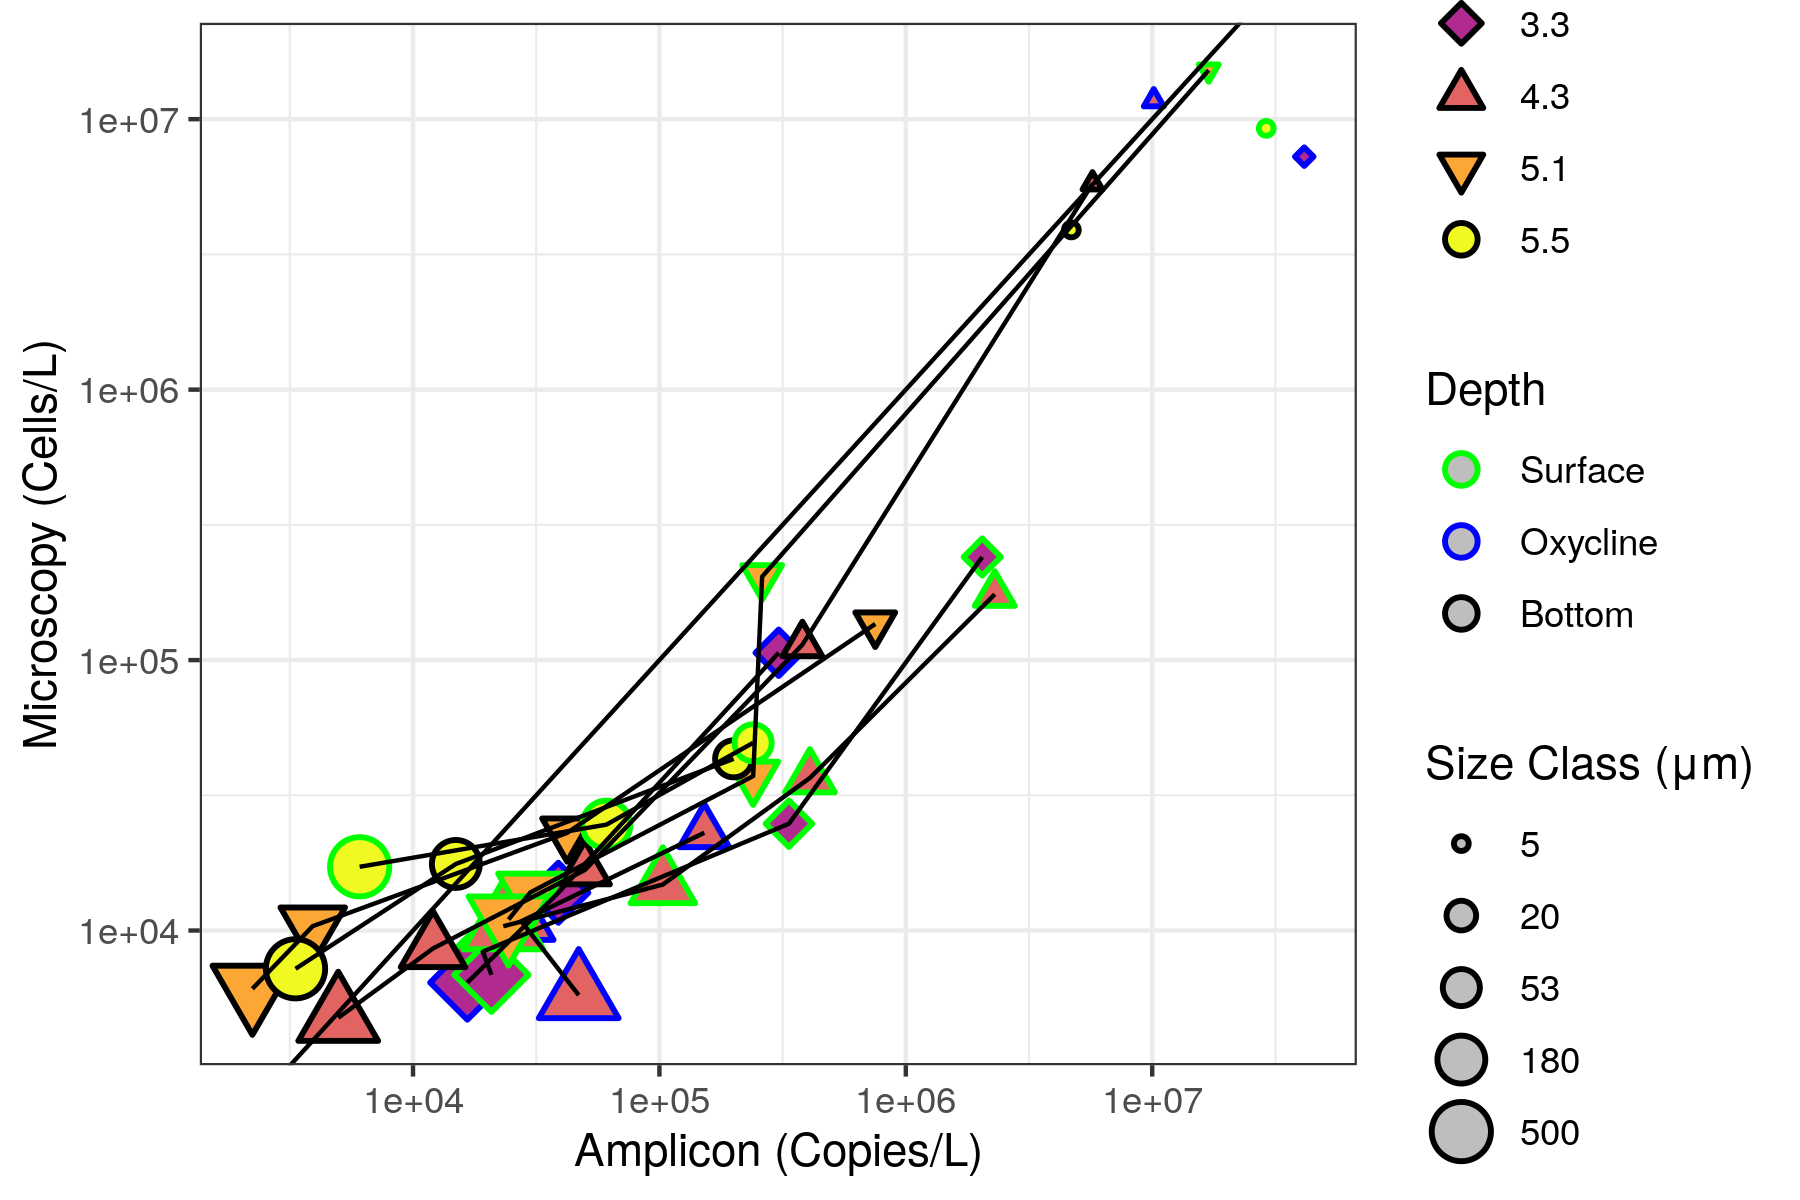 3.3
4.3
5.1
5.5
Depth
Surface
Oxycline
Bottom
Size Class (µm)
5
20
53
180
500
1e+07
1e+06
1e+05
1e+04
Microscopy (Cells/L)
1e+04 1e+05 1e+06 1e+07
Amplicon (Copies/L)